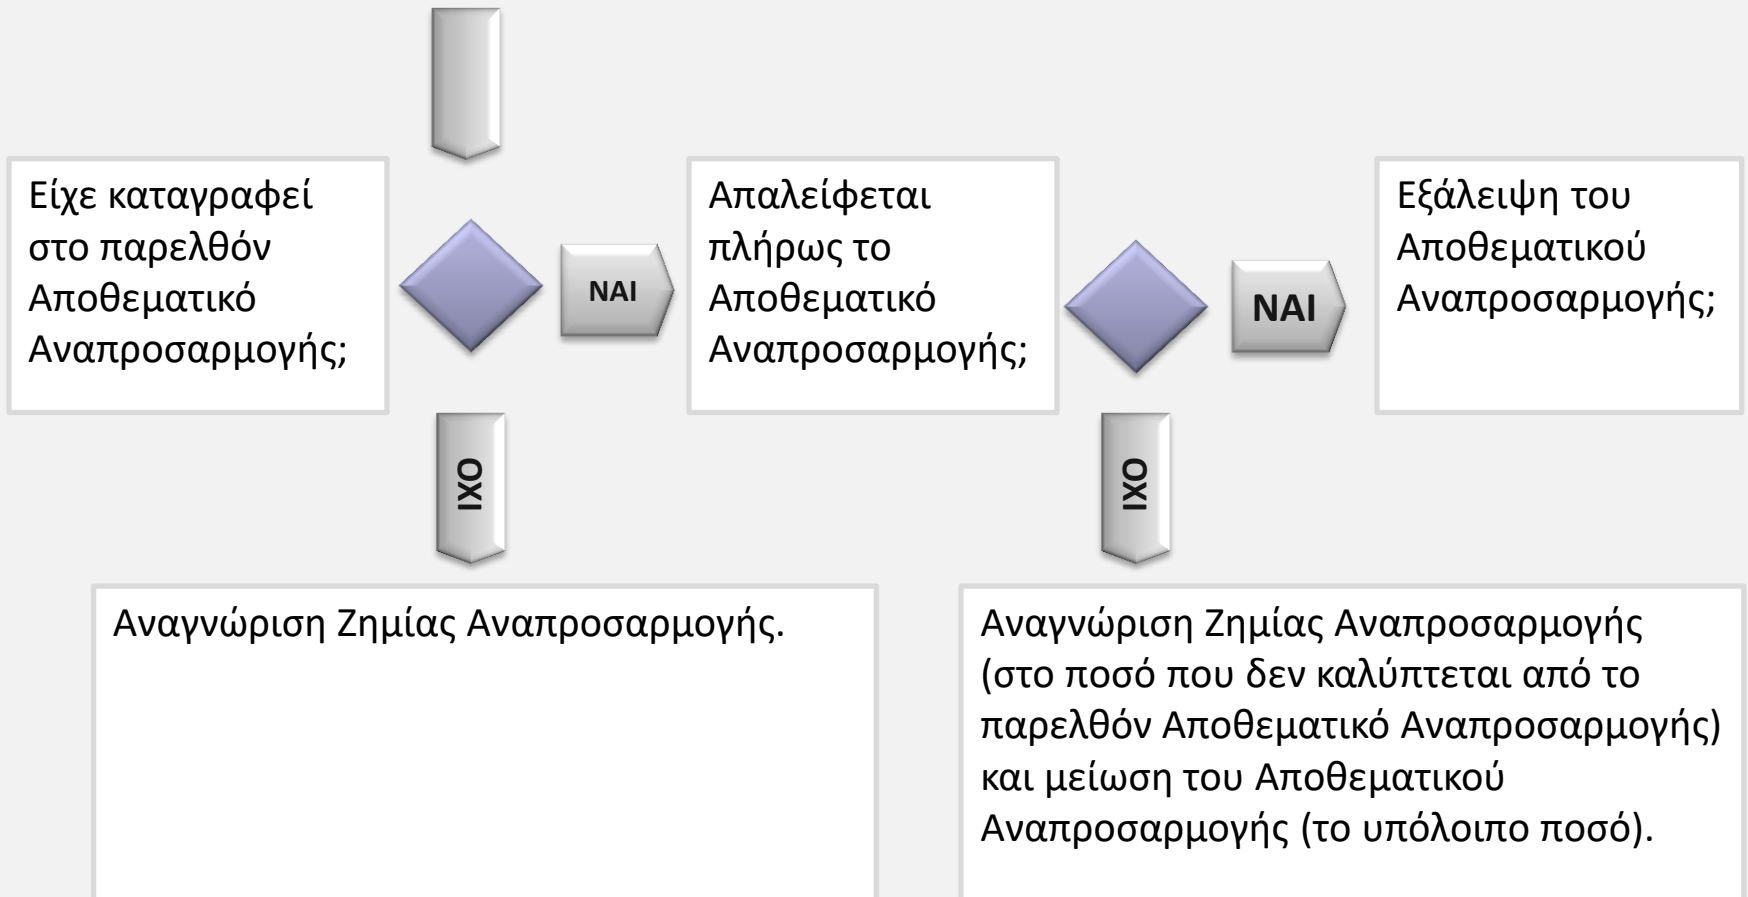 Είχε καταγραφεί
στο παρελθόν
Αποθεματικό
Αναπροσαρμογής;
ΝΑΙ
Απαλείφεται
πλήρως το
Αποθεματικό
Αναπροσαρμογής;
ΝΑΙ
Εξάλειψη του
Αποθεματικού
Αναπροσαρμογής;
ΟΧΙ
ΟΧΙ
Αναγνώριση Ζημίας Αναπροσαρμογής.
Αναγνώριση Ζημίας Αναπροσαρμογής
(στο ποσό που δεν καλύπτεται από το
παρελθόν Αποθεματικό Αναπροσαρμογής)
και μείωση του Αποθεματικού
Αναπροσαρμογής (το υπόλοιπο ποσό).